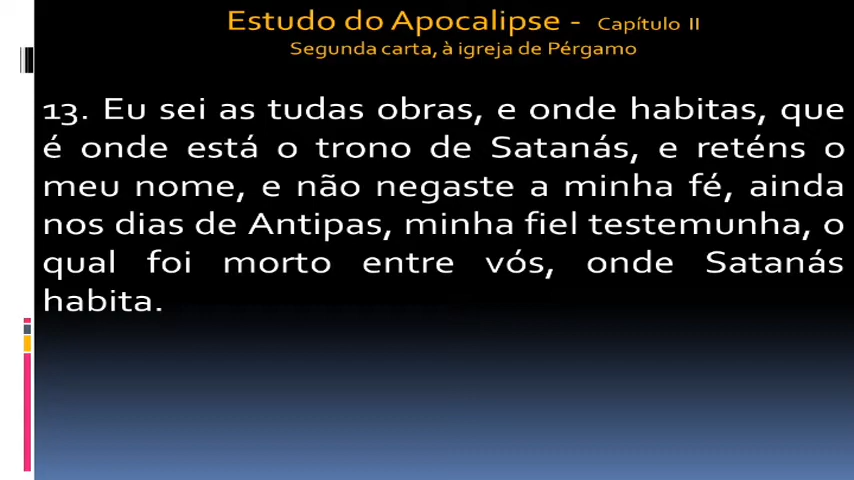 Estudo do Apocalipse - Capítulo II
Segunda carta, à igreja de Pérgamo
13. Eu sei as tudas obras, e onde habitas, que
é onde está o trono de Satanás, e reténs o
meu nome, e não negaste a minha fé, ainda
nos dias de Antipas, minha fiel testemunha, o
qual foi morto entre vós, onde Satanás
habita.